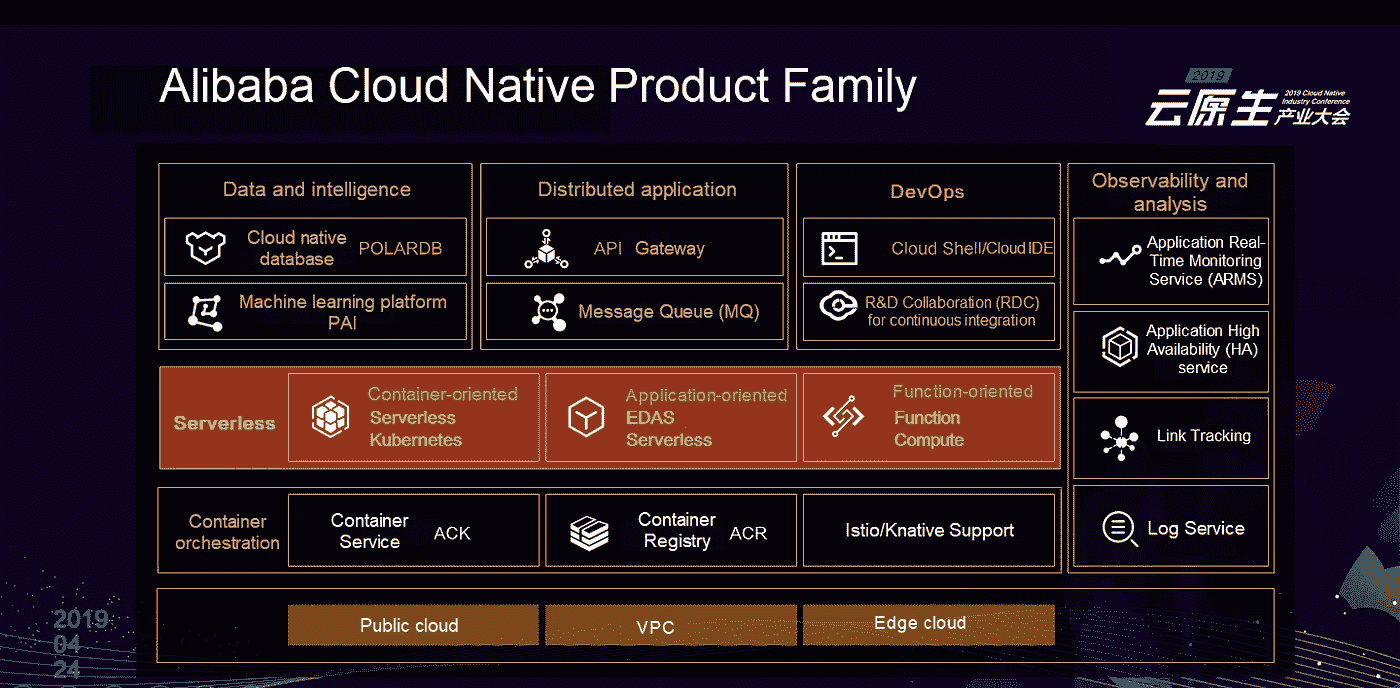 Alibaba Cloud Native Product Family
2019
2019 Cloud Native
Industry Conference
云原生
产业大会
Data and intelligence
Cloud native
database
POLARDB
Machine learning platform
PAI
Distributed application
API Gateway
Message Queue (MQ)
DevOps
Cloud Shell/Cloud IDE
R&D Collaboration (RDC)
for continuous integration
Observability and
analysis
Application Real-
Time Monitoring
Service (ARMS)
Application High
Availability (HA)
service
Link Tracking
Log Service
Serverless
Container-oriented
Serverless
Kubernetes
Application-oriented
EDAS
Serverless
Function-oriented
Function
Compute
Container
orchestration
Container
Service
ACK
Container
Registry
ACR
Istio/Knative Support
Public cloud
VPC
Edge cloud
2019
04
24